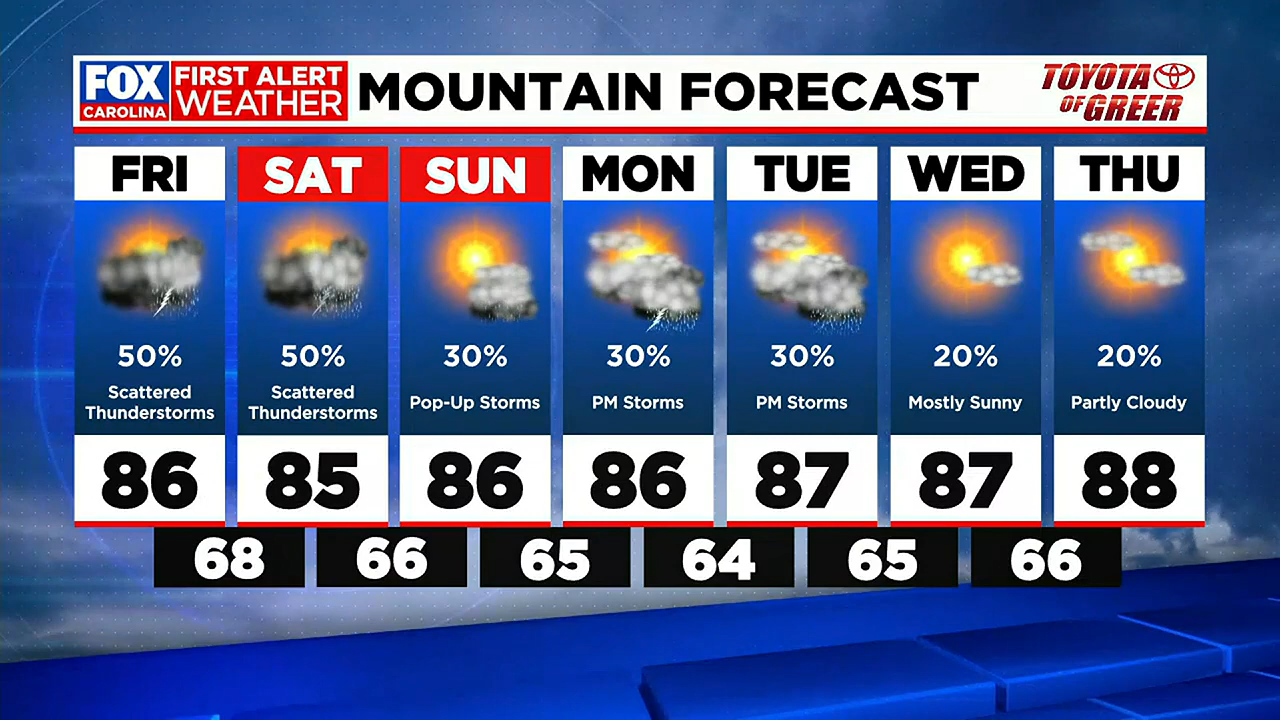 FOX
CAROLINA
FIRST ALERT
WEATHER
MOUNTAIN FORECAST
TOYOTA
OF GREER
FRI
SAT
SUN
MON
TUE
WED
THU
50%
50%
30%
30%
30%
20%
20%
Scattered
Thunderstorms
Scattered
Thunderstorms
Pop-Up Storms
PM Storms
PM Storms
Mostly Sunny
Partly Cloudy
86
85
86
86
87
87
88
68
66
65
64
65
66